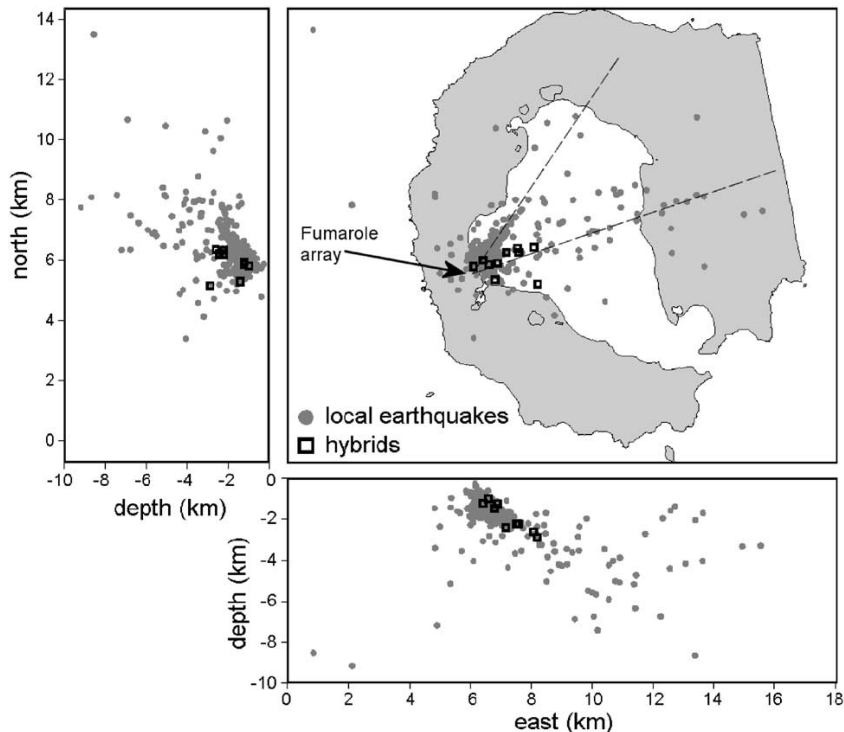 14
12
10
8
6
4
2
0
north (km)
-10 -8 -6 -4 -2 0
depth (km)
Fumarole
array
local earthquakes
hybrids
0
-2
-4
-6
-8
-10
depth (km)
0 2 4 6 8 10 12 14 16 18
east (km)